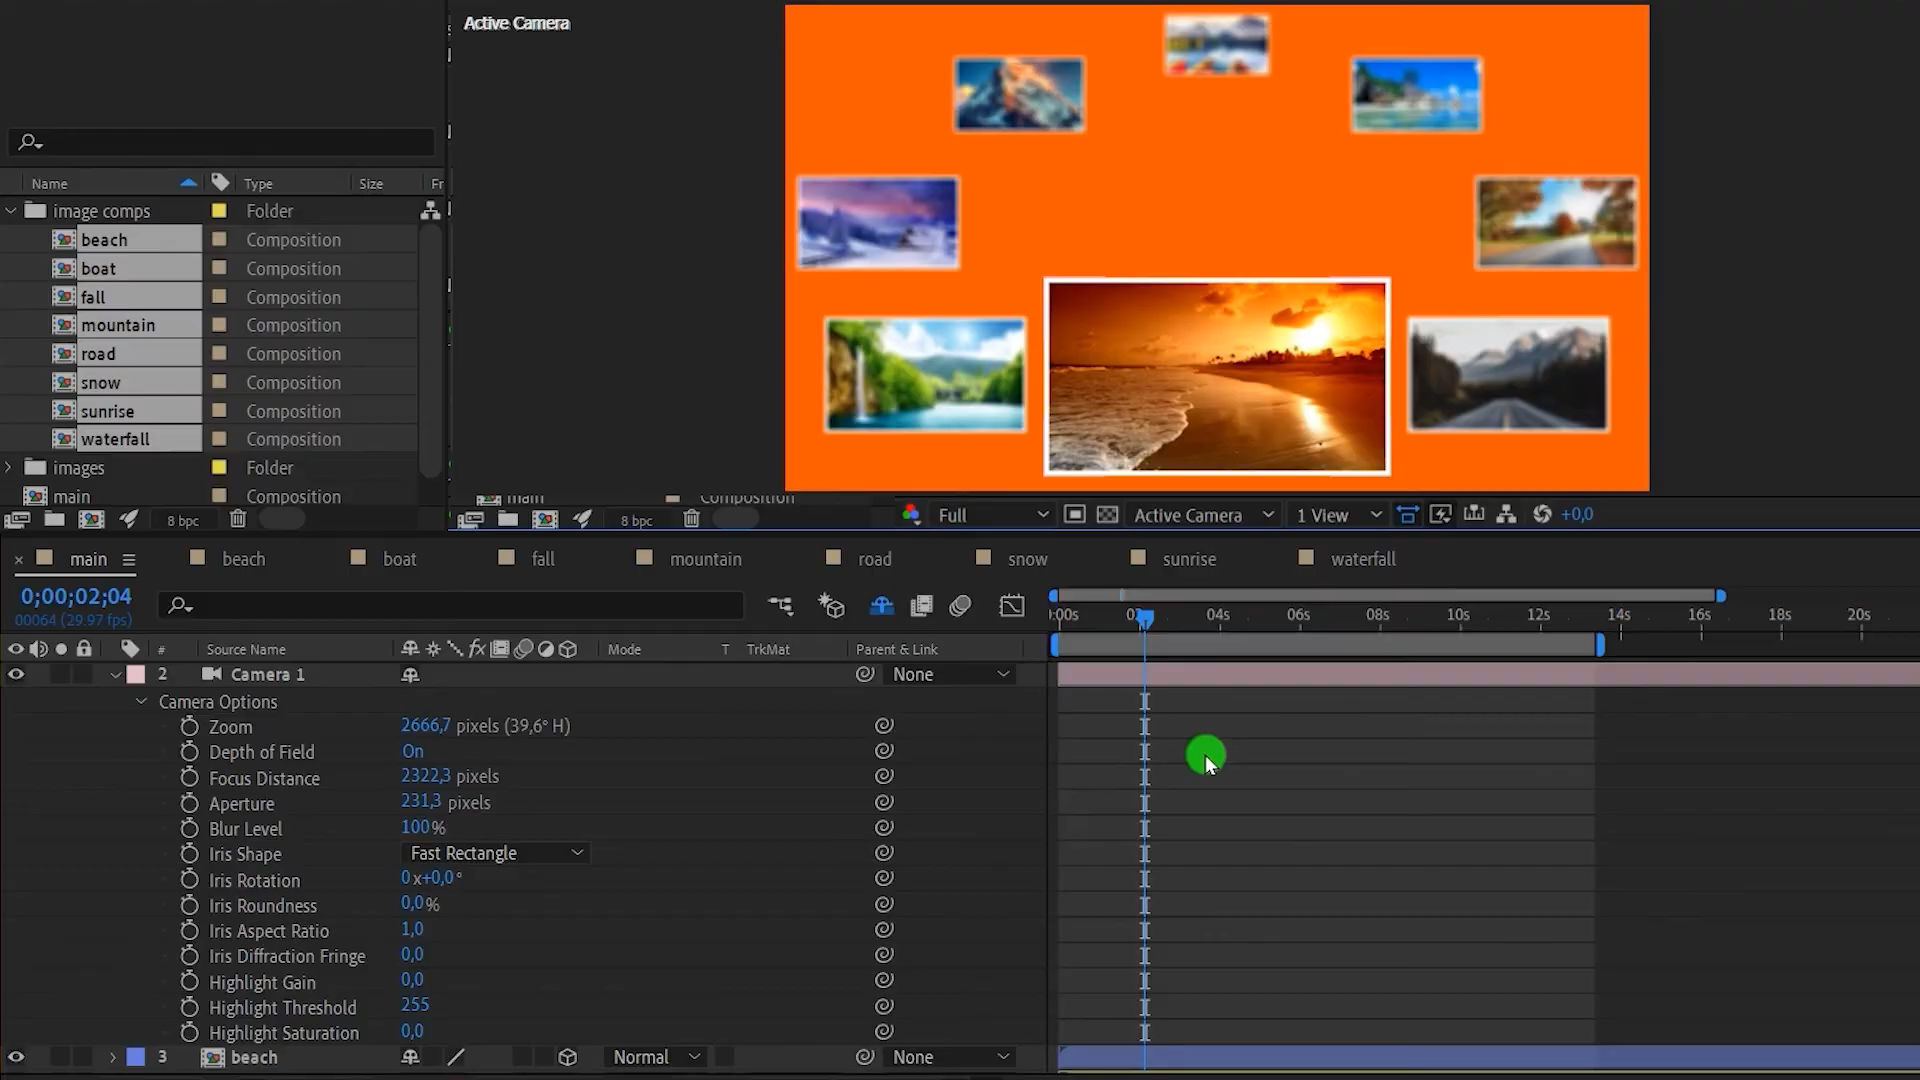 Active Camera
Name Type Size Fr
image comps Folder
beach Composition
boat Composition
fall Composition
mountain Composition
road Composition
snow Composition
sunrise Composition
waterfall Composition
images Folder
main Composition
main Composition
8 bpc
8 bpc
Full Active Camera 1 View +0,0
× main beach boat fall mountain road snow sunrise waterfall
0;00;02;04
00064 (29.97 fps)
:00s 02s 04s 06s 08s 10s 12s 14s 16s 18s 20s
# Source Name fx Mode T TrkMat Parent & Link
2 Camera 1 None
Camera Options
Zoom 2666,7 pixels (39,6° H)
Depth of Field On
Focus Distance 2322,3 pixels
Aperture 231,3 pixels
Blur Level 100%
Iris Shape Fast Rectangle
Iris Rotation 0x+0,0°
Iris Roundness 0,0%
Iris Aspect Ratio 1,0
Iris Diffraction Fringe 0,0
Highlight Gain 0,0
Highlight Threshold 255
Highlight Saturation 0,0
3 beach Normal None